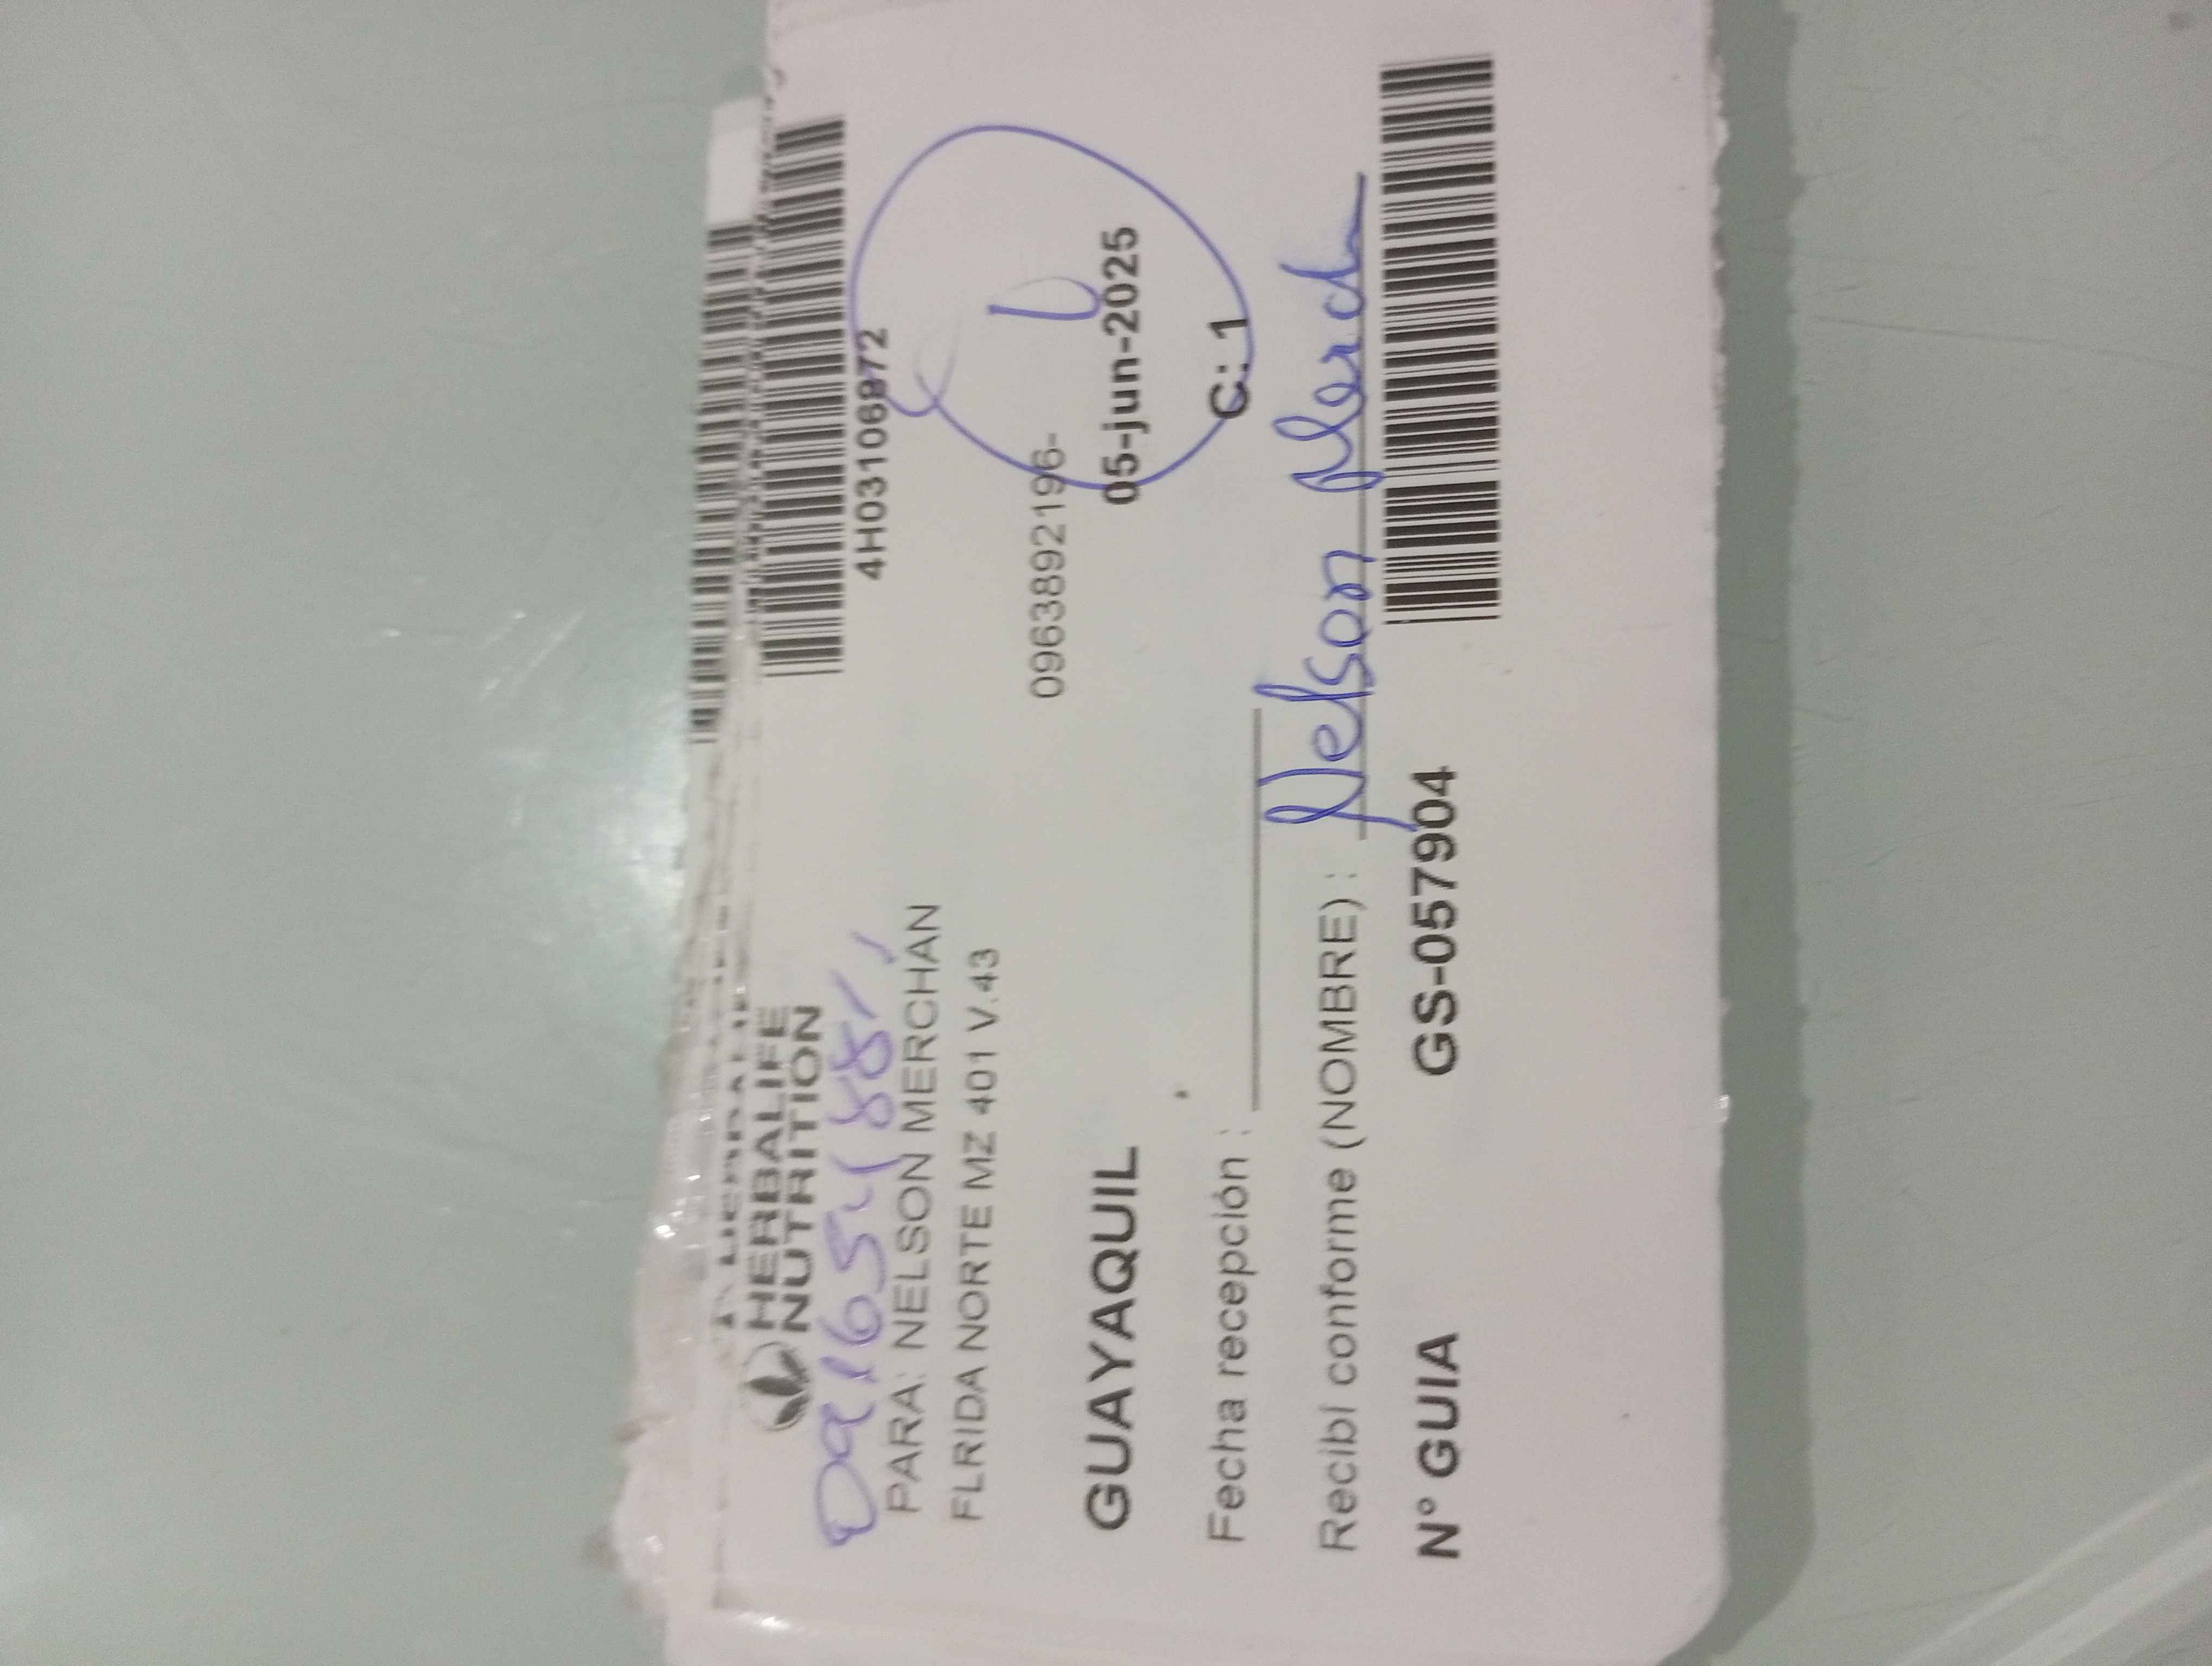 HERBALIFE
NUTRITION
4H03106872
PARA: NELSON MERCHAN
FLRIDA NORTE MZ 401 V.43
0963892196-
GUAYAQUIL
05-jun-2025
Fecha recepción :
C: 1
Recibí conforme (NOMBRE) : Nelson Merch
N° GUIA GS-057904